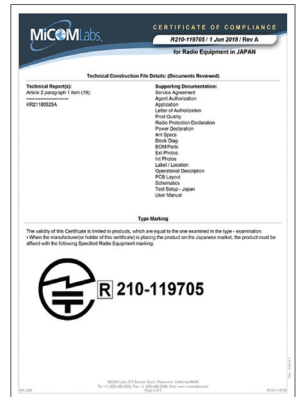 MiCOMLabs
CERTIFICATE OF COMPLIANCE
R210-119705 / 1 Jun 2018 / Rev A
for Radio Equipment in JAPAN
Technical Construction File Details: (Documents Reviewed)
Technical Report(s):
Article 2 paragraph 1 item (19)
KR21180525A
Supporting Documentation:
Service Agreement
Agent Authorization
Application
Letter of Authorization
Prod Quality
Radio Protection Declaration
Power Declaration
Ant Specs
Block Diag
BOM/Parts
Ext Photos
Int Photos
Label / Location
Operational Description
PCB Layout
Schematics
Test Setup - Japan
User Manual
Type Marking
The validity of this Certificate is limited to products, which are equal to the one examined in the type - examination.
• When the manufacturer(or holder of this certificate) is placing the product on the Japanese market, the product must be
affixed with the following Specified Radio Equipment marking:
R 210-119705